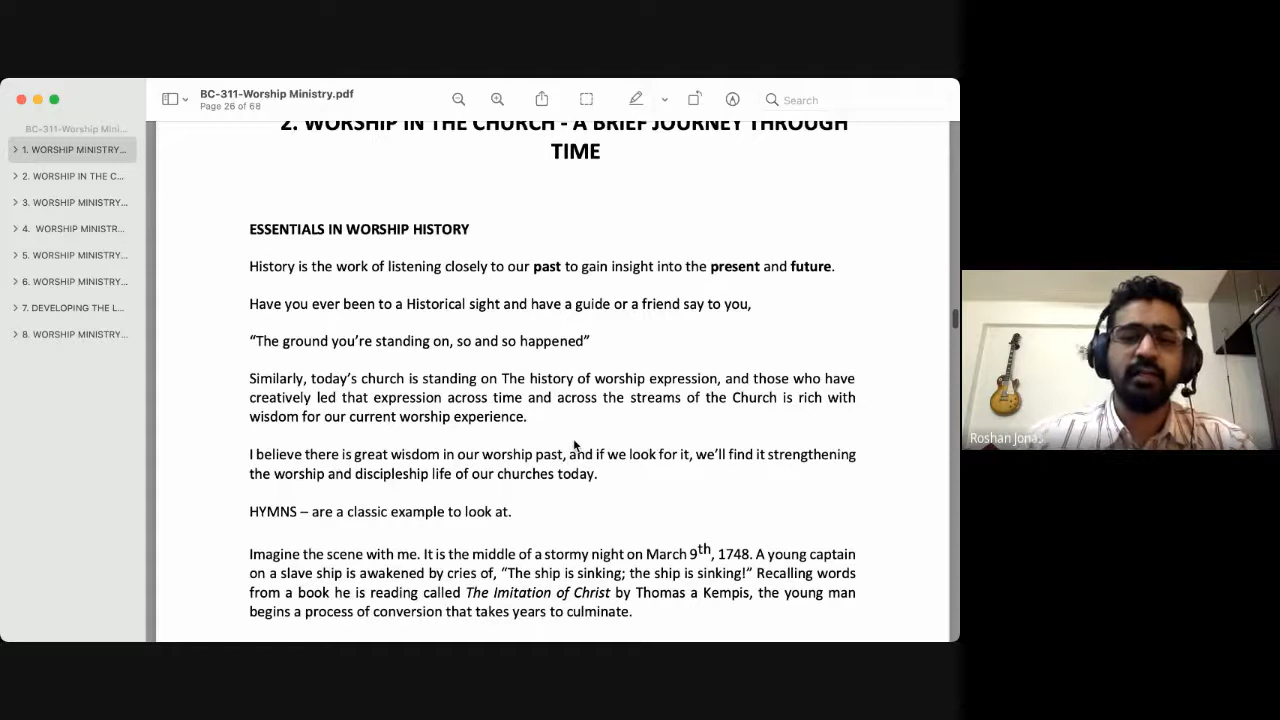 BC-311-Worship Ministry.pdf
Page 26 of 68
Search
BC-311-Worship Mini...
1. WORSHIP MINISTRY...
2. WORSHIP IN THE C...
3. WORSHIP MINISTRY...
4. WORSHIP MINISTR...
5. WORSHIP MINISTRY...
6. WORSHIP MINISTRY...
7. DEVELOPING THE L...
8. WORSHIP MINISTRY...
2. WORSHIP IN THE CHURCH - A BRIEF JOURNEY THROUGH
TIME
ESSENTIALS IN WORSHIP HISTORY
History is the work of listening closely to our past to gain insight into the present and future.
Have you ever been to a Historical sight and have a guide or a friend say to you,
“The ground you’re standing on, so and so happened”
Similarly, today’s church is standing on The history of worship expression, and those who have
creatively led that expression across time and across the streams of the Church is rich with
wisdom for our current worship experience.
I believe there is great wisdom in our worship past, and if we look for it, we’ll find it strengthening
the worship and discipleship life of our churches today.
HYMNS – are a classic example to look at.
Imagine the scene with me. It is the middle of a stormy night on March 9th, 1748. A young captain
on a slave ship is awakened by cries of, “The ship is sinking; the ship is sinking!” Recalling words
from a book he is reading called The Imitation of Christ by Thomas a Kempis, the young man
begins a process of conversion that takes years to culminate.
Roshan Jonas